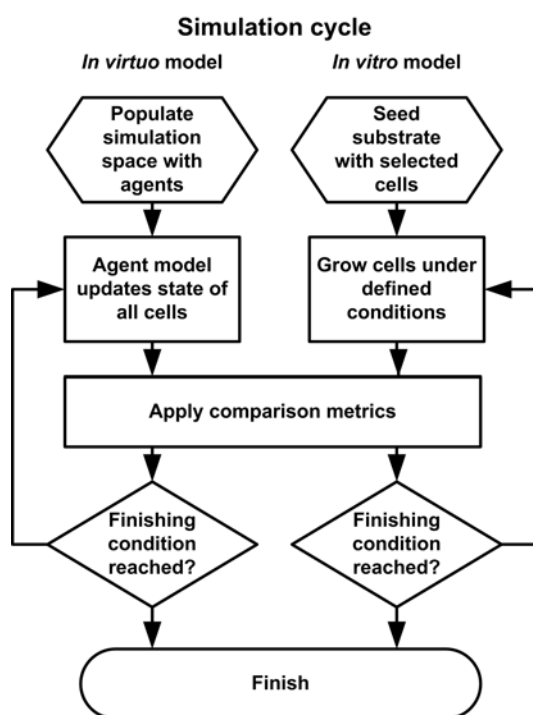 Simulation cycle
In virtuo model
In vitro model
Populate
simulation
space with
agents
Seed
substrate
with selected
cells
Agent model
updates state of
all cells
Grow cells under
defined
conditions
Apply comparison metrics
Finishing
condition
reached?
Finishing
condition
reached?
Finish